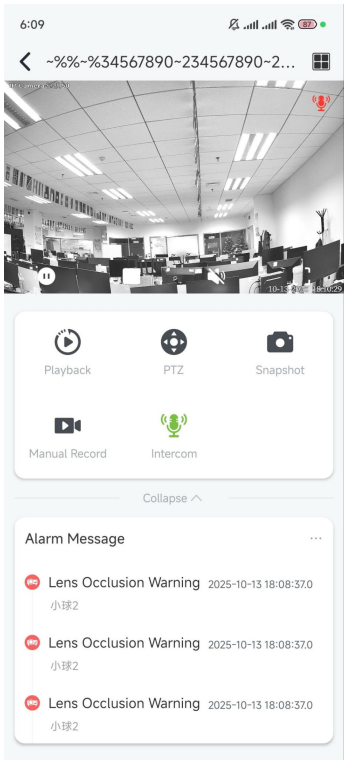 6:09
87
~%%~%34567890~234567890~2...
Playback
PTZ
Snapshot
Manual Record
Intercom
Collapse
Alarm Message
Lens Occlusion Warning 2025-10-13 18:08:37.0
小球2
Lens Occlusion Warning 2025-10-13 18:08:37.0
小球2
Lens Occlusion Warning 2025-10-13 18:08:37.0
小球2